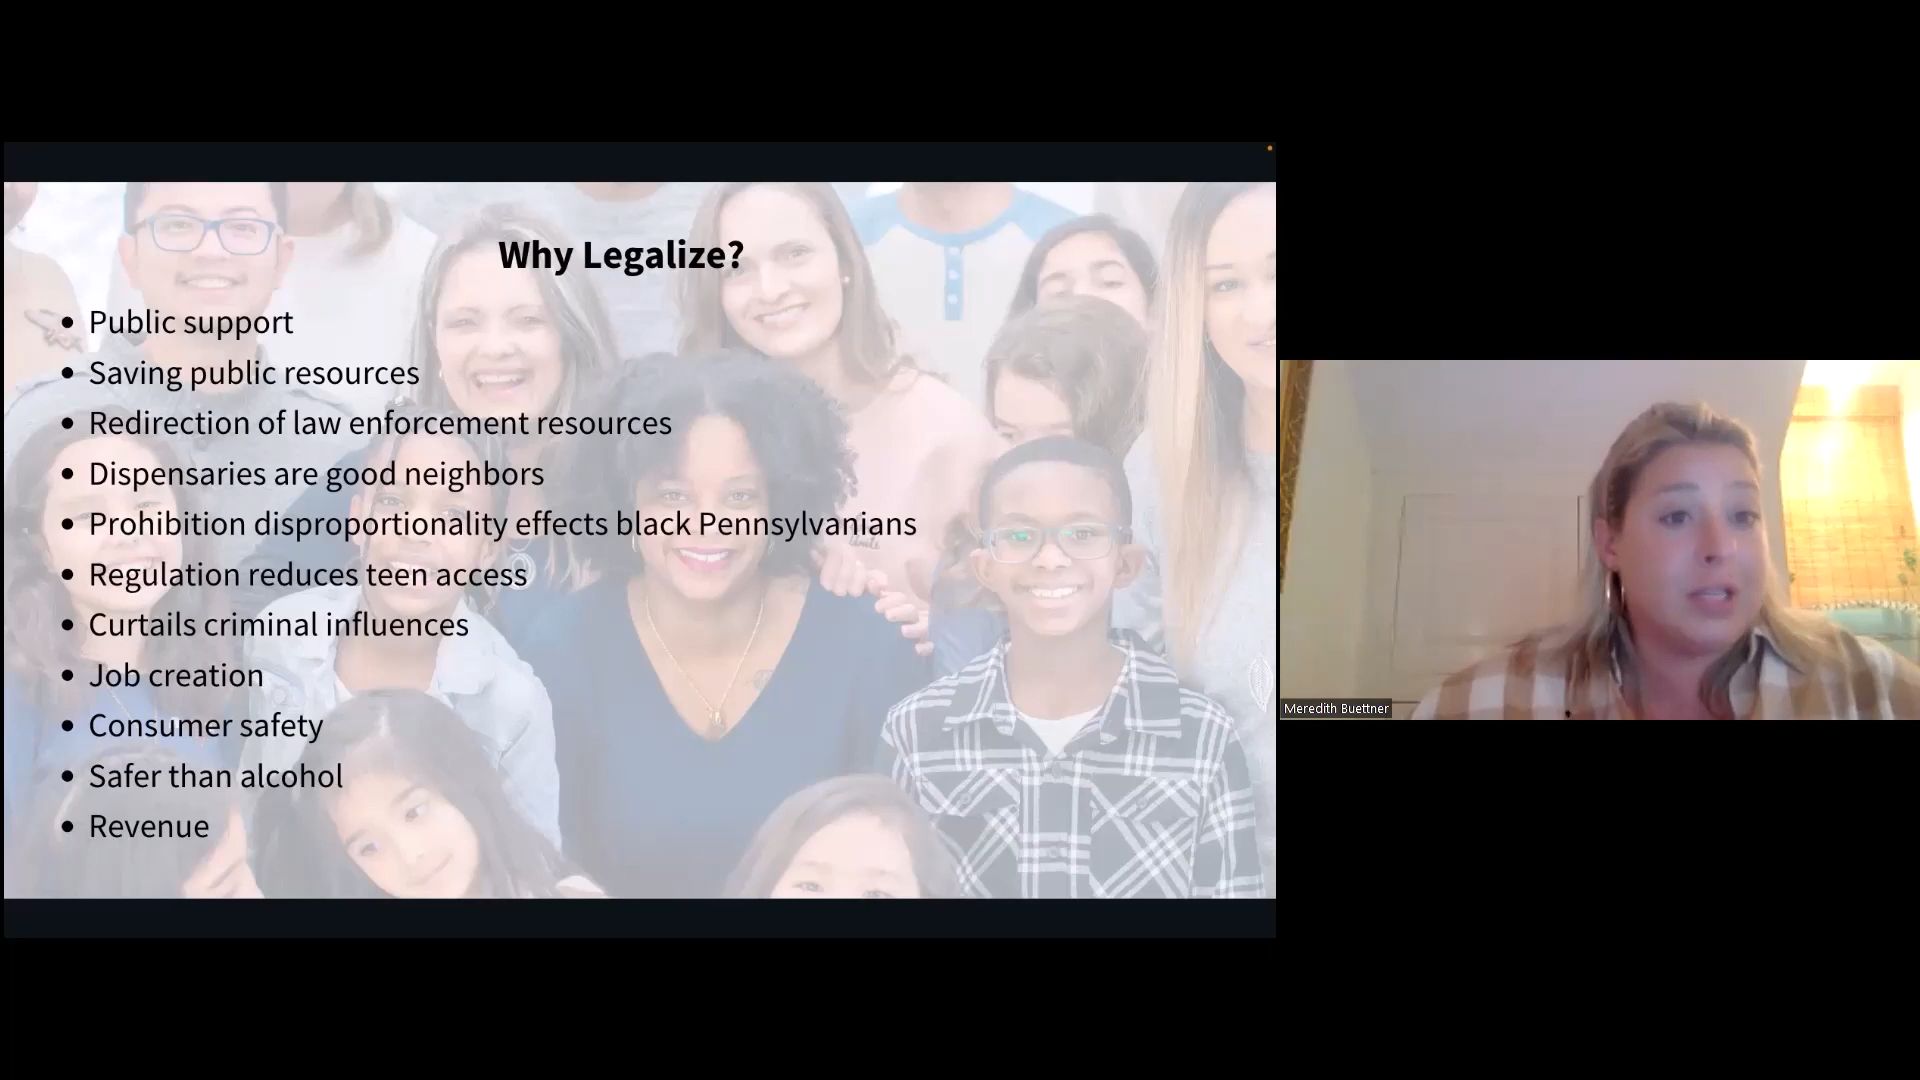 Why Legalize?
• Public support
• Saving public resources
• Redirection of law enforcement resources
• Dispensaries are good neighbors
• Prohibition disproportionality effects black Pennsylvanians
• Regulation reduces teen access
• Curtails criminal influences
• Job creation
• Consumer safety
• Safer than alcohol
• Revenue
Meredith Buettner